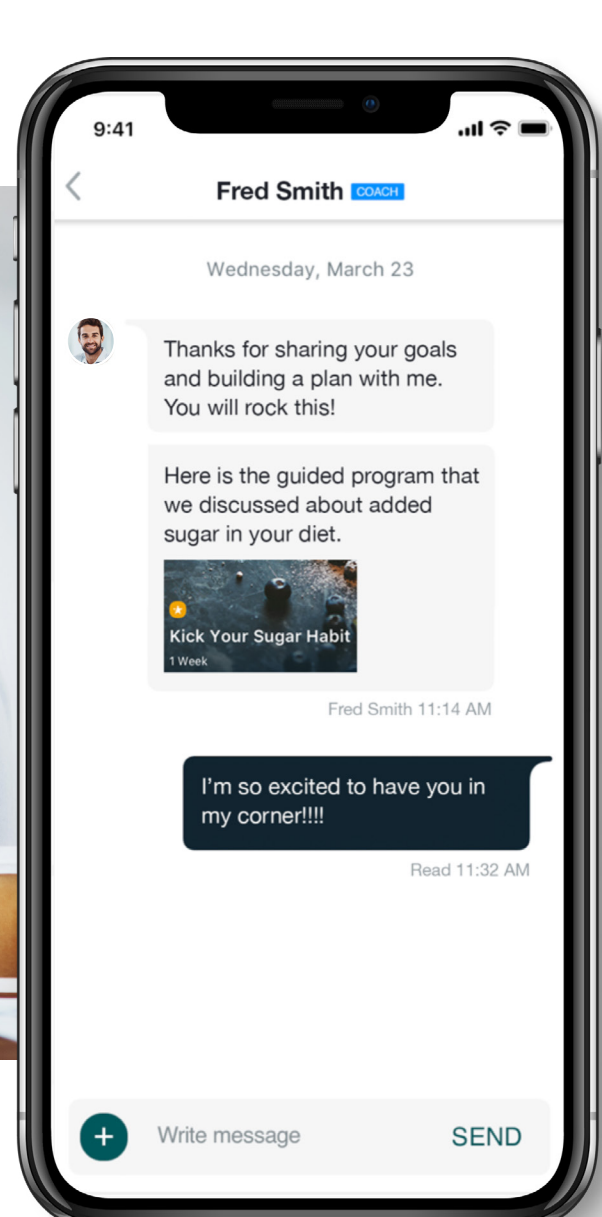 9:41
Fred Smith COACH
Wednesday, March 23
Thanks for sharing your goals
and building a plan with me.
You will rock this!
Here is the guided program that
we discussed about added
sugar in your diet.
Kick Your Sugar Habit
1 Week
Fred Smith 11:14 AM
I’m so excited to have you in
my corner!!!!
Read 11:32 AM
+ Write message SEND